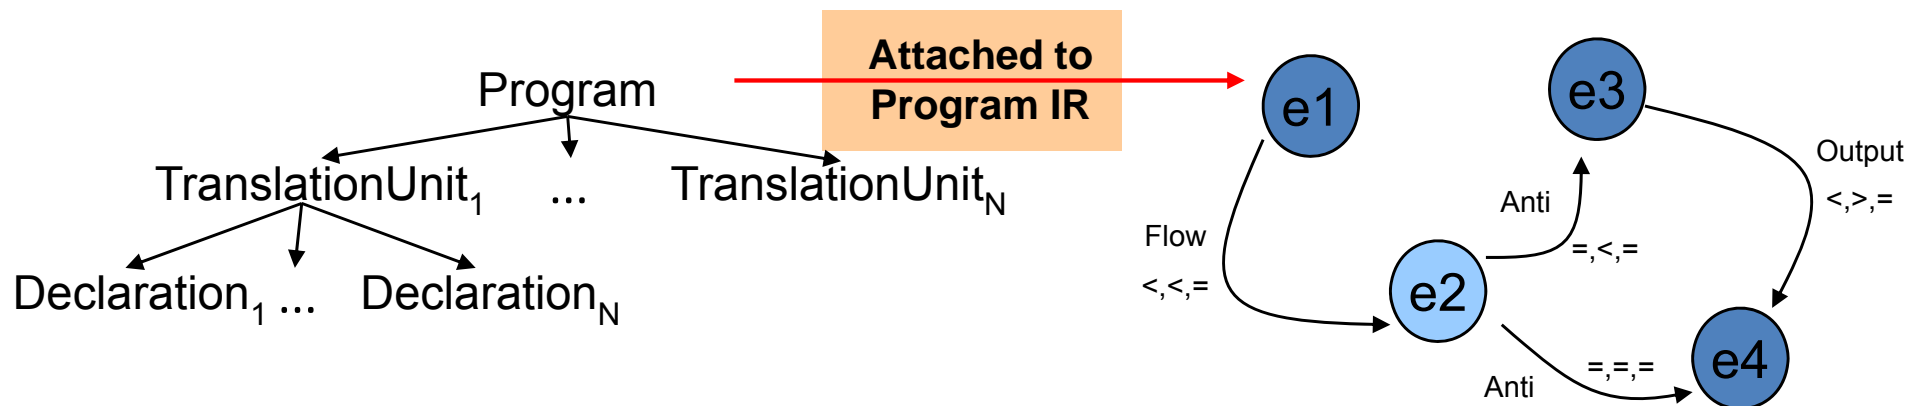 Program
TranslationUnit1 ... TranslationUnitN
Declaration1 ... DeclarationN
Attached to
Program IR
e1
e3
Output
<,>,=
Anti
=,<,=
Flow
<,<,=
e2
e4
=,=,=
Anti